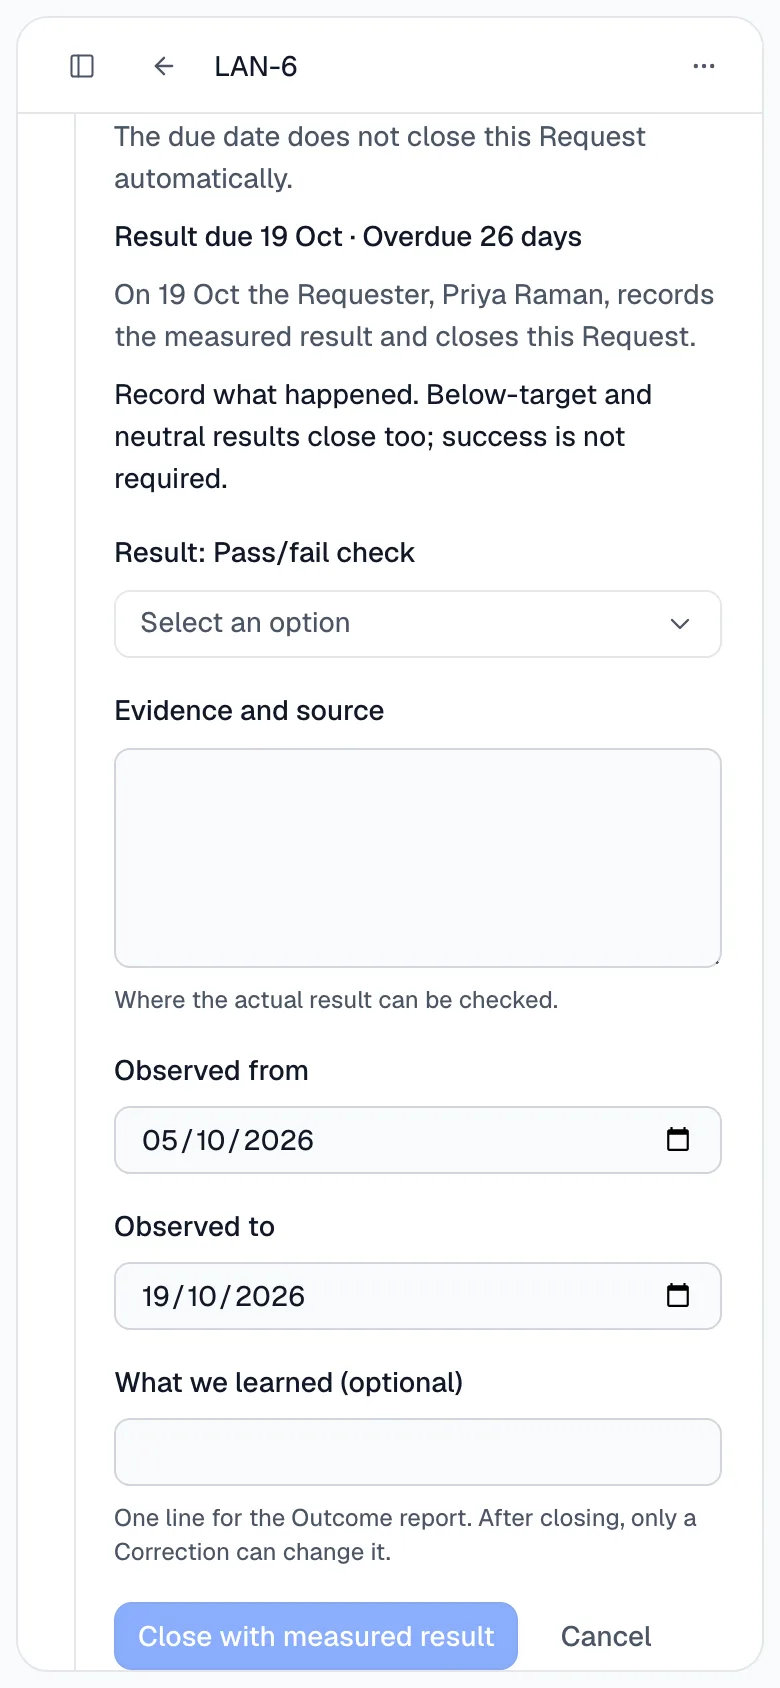 LAN-6
The due date does not close this Request
automatically.
Result due 19 Oct · Overdue 26 days
On 19 Oct the Requester, Priya Raman, records
the measured result and closes this Request.
Record what happened. Below-target and
neutral results close too; success is not
required.
Result: Pass/fail check
Select an option
Evidence and source
Where the actual result can be checked.
Observed from
05/10/2026
Observed to
19/10/2026
What we learned (optional)
One line for the Outcome report. After closing, only a
Correction can change it.
Close with measured result
Cancel